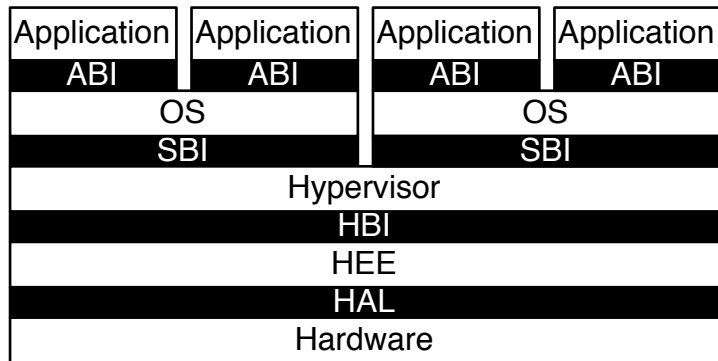 Application Application Application Application
ABI ABI ABI ABI
OS OS
SBI SBI
Hypervisor
HBI
HEE
HAL
Hardware